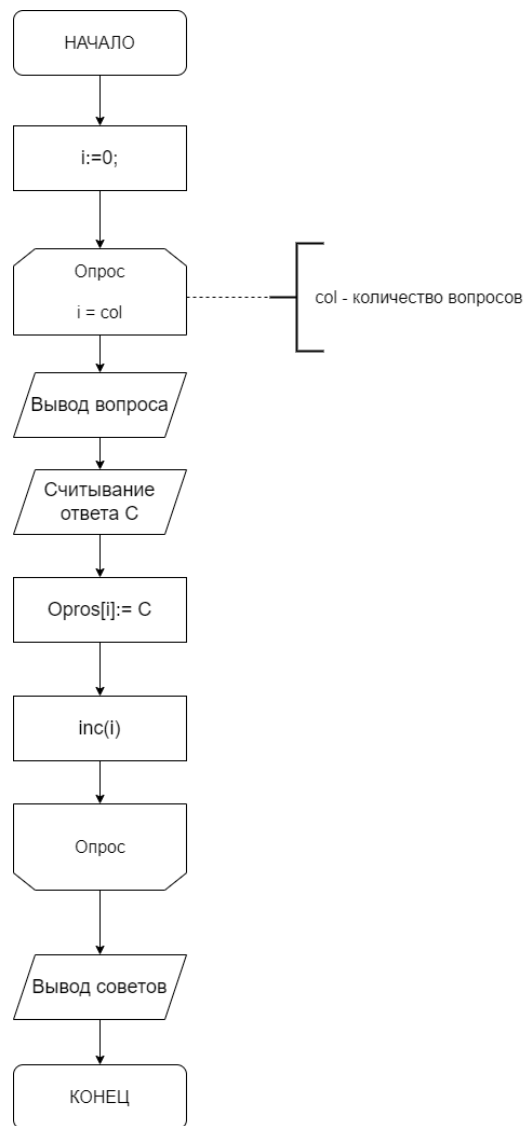 НАЧАЛО
i:=0;
Опрос
i = col
col - количество вопросов
Вывод вопроса
Считывание
ответа C
Opros[i]:= C
inc(i)
Опрос
Вывод советов
КОНЕЦ